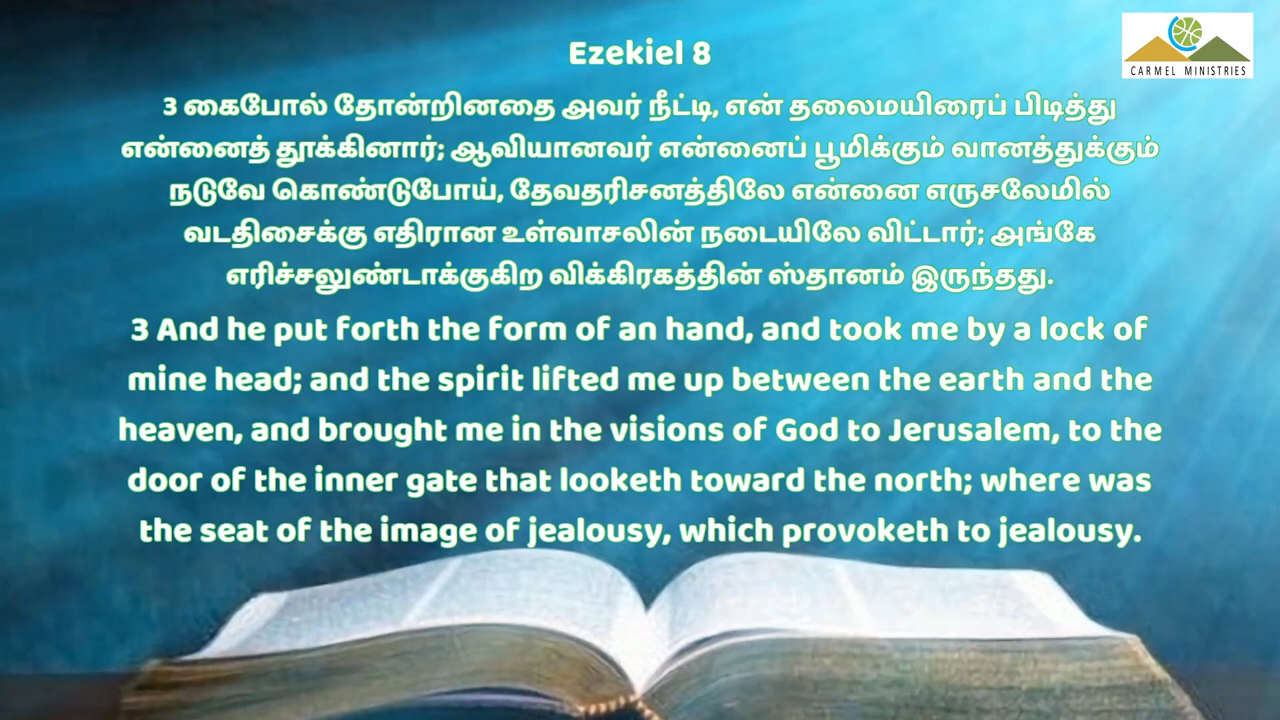 Ezekiel 8
CARMEL MINISTRIES
3 கைபோல் தோன்றினதை அவர் நீட்டி, என் தலைமயிரைப் பிடித்து
என்னைத் தூக்கினார்; ஆவியானவர் என்னைப் பூமிக்கும் வானத்துக்கும்
நடுவே கொண்டுபோய், தேவதரிசனத்திலே என்னை எருசலேமில்
வடதிசைக்கு எதிரான உள்வாசலின் நடையிலே விட்டார்; அங்கே
எரிச்சலுண்டாக்குகிற விக்கிரகத்தின் ஸ்தானம் இருந்தது.
3 And he put forth the form of an hand, and took me by a lock of
mine head; and the spirit lifted me up between the earth and the
heaven, and brought me in the visions of God to Jerusalem, to the
door of the inner gate that looketh toward the north; where was
the seat of the image of jealousy, which provoketh to jealousy.